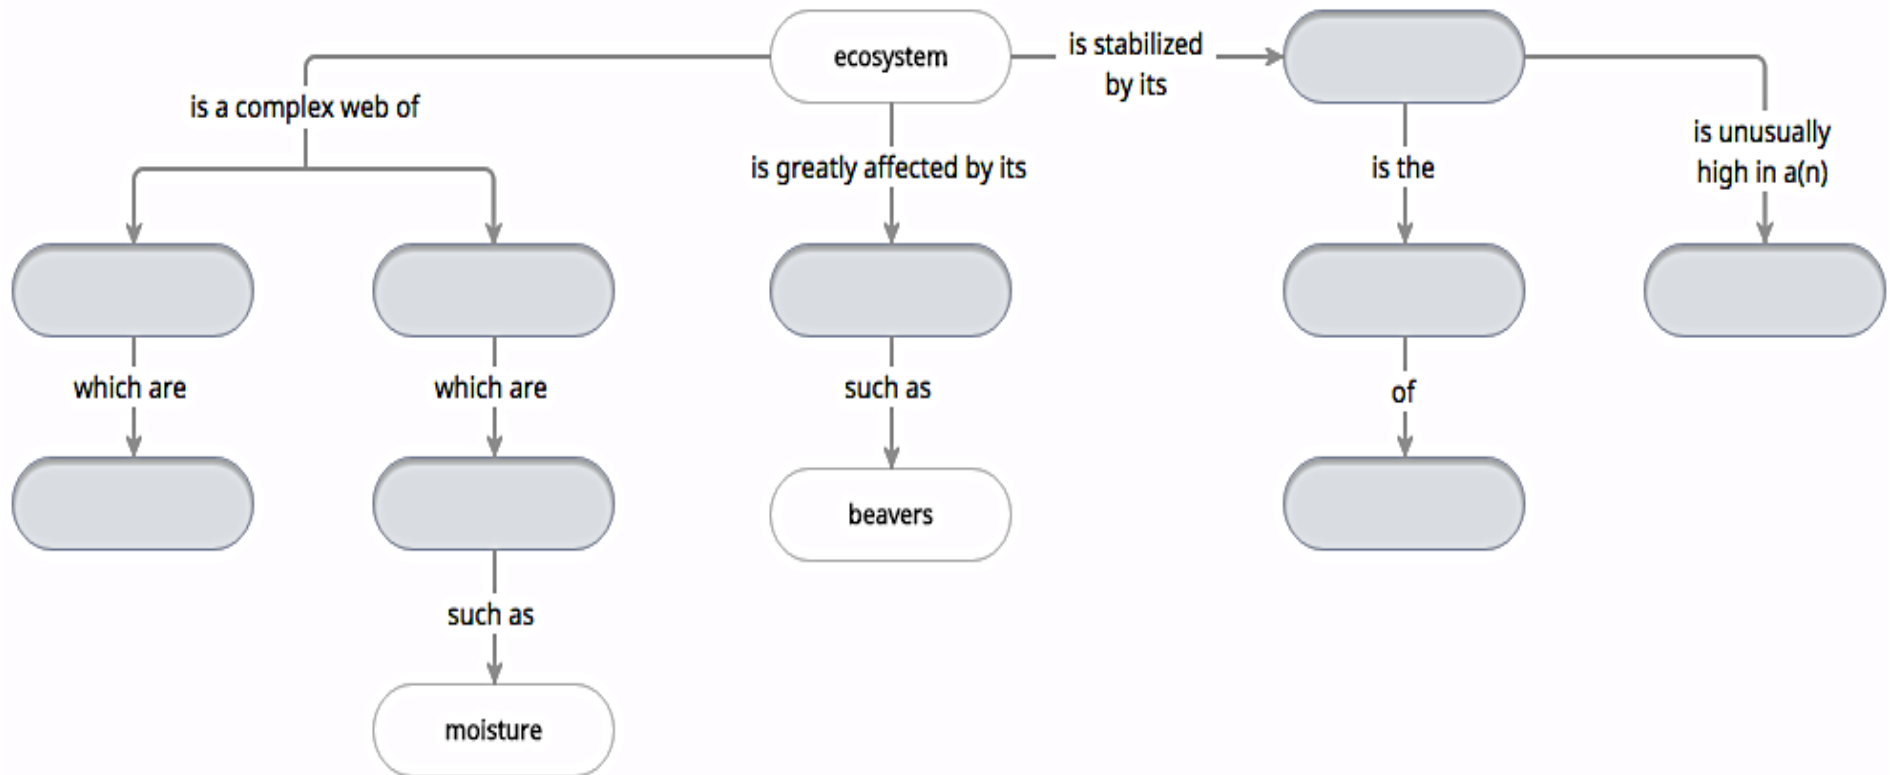 ecosystem
is stabilized
by its
is a complex web of
is unusually
high in a(n)
is greatly affected by its
is the
which are
which are
such as
of
beavers
such as
moisture